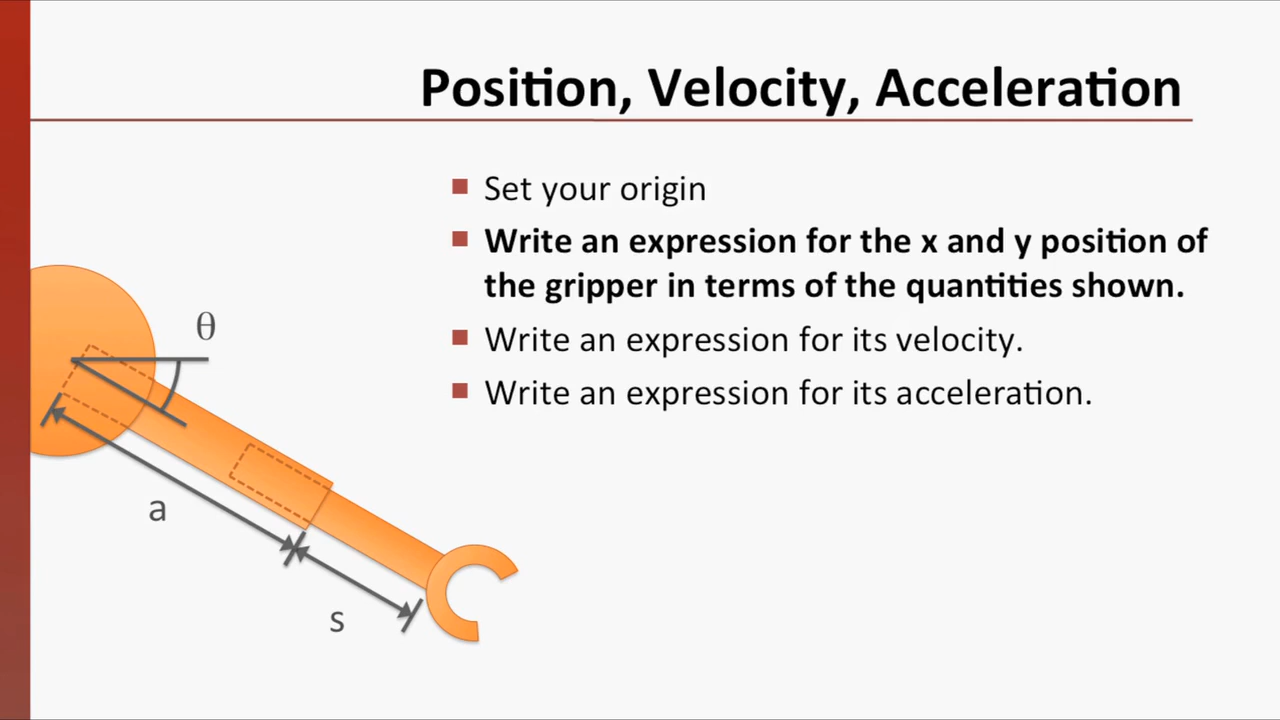 Position, Velocity, Acceleration
Set your origin
Write an expression for the x and y position of
the gripper in terms of the quantities shown.
Write an expression for its velocity.
Write an expression for its acceleration.
θ
a
s